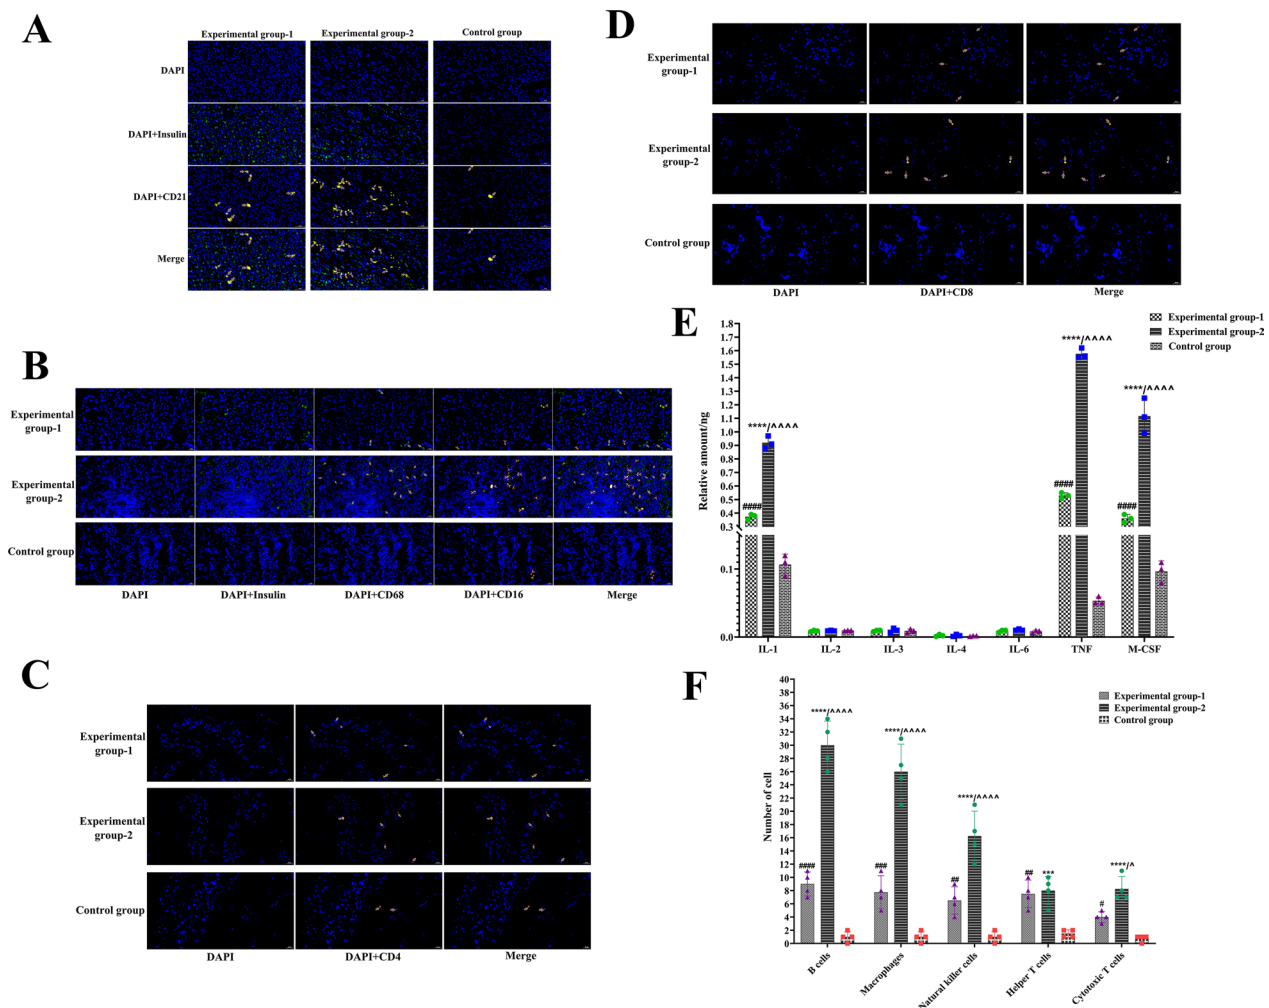 A
Experimental group-1
Experimental group-2
Control group
DAPI
DAPI+Insulin
DAPI+CD21
Merge
B
Experimental
group-1
Experimental
group-2
Control group
DAPI
DAPI+Insulin
DAPI+CD68
DAPI+CD16
Merge
C
Experimental
group-1
Experimental
group-2
Control group
DAPI
DAPI+CD4
Merge
D
Experimental
group-1
Experimental
group-2
Control group
DAPI
DAPI+CD8
Merge
E
Experimental group-1
Experimental group-2
Control group
Relative amount/ng
1.8
1.7
1.6
1.5
1.4
1.3
1.2
1.1
1.0
0.9
0.8
0.7
0.6
0.5
0.4
0.3
0.1
0.0
####
****/^^^^
####
****/^^^^
####
****/^^^^
IL-1
IL-2
IL-3
IL-4
IL-6
TNF
M-CSF
F
Experimental group-1
Experimental group-2
Control group
Number of cell
40
38
36
34
32
30
28
26
24
22
20
18
16
14
12
10
8
6
4
2
0
####
****/^^^^
###
****/^^^^
##
****/^^^^
##
***
#
****/^
B cells
Macrophages
Natural killer cells
Helper T cells
Cytotoxic T cells